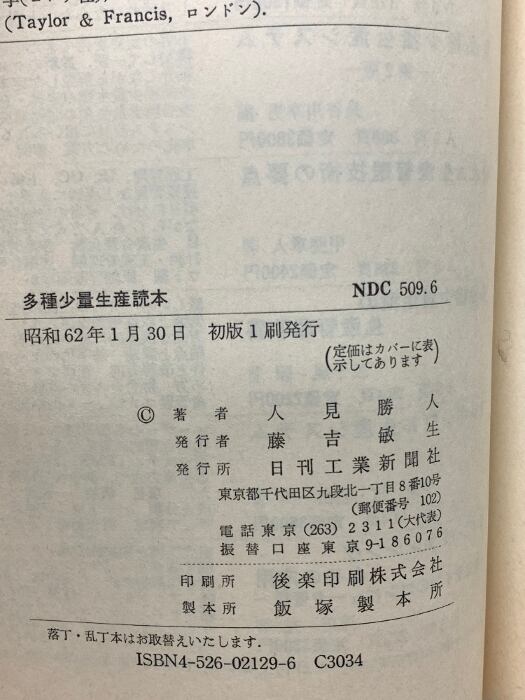 (Taylor & Francis, ロンドン).
多種少量生産読本 NDC 509.6
昭和62年1月30日 初版1刷発行
(定価はカバーに表
示してあります)
© 著者 人見勝人
発行者 藤吉敏生
発行所 日刊工業新聞社
東京都千代田区九段北一丁目8番10号
(郵便番号 102)
電話東京 (263) 2311 (大代表)
振替口座東京 9-186076
印刷所 後楽印刷株式会社
製本所 飯塚製本所
落丁・乱丁本はお取替えいたします.
ISBN4-526-02129-6 C3034